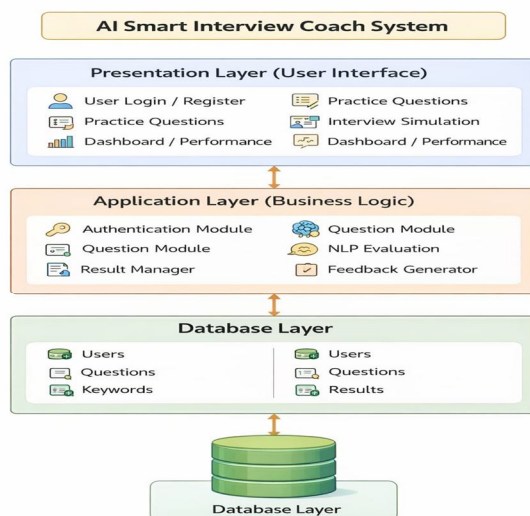 AI Smart Interview Coach System
Presentation Layer (User Interface)
User Login / Register
Practice Questions
Practice Questions
Interview Simulation
Dashboard / Performance
Dashboard / Performance
Application Layer (Business Logic)
Authentication Module
Question Module
Question Module
NLP Evaluation
Result Manager
Feedback Generator
Database Layer
Users
Users
Questions
Questions
Keywords
Results
Database Layer